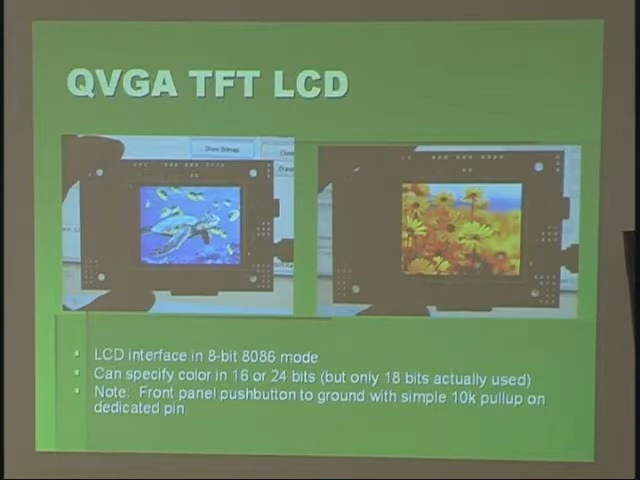 QVGA TFT LCD
Show Bitmap
LCD interface in 8-bit 8086 mode
Can specify color in 16 or 24 bits (but only 18 bits actually used)
Note: Front panel pushbutton to ground with simple 10k pullup on
dedicated pin